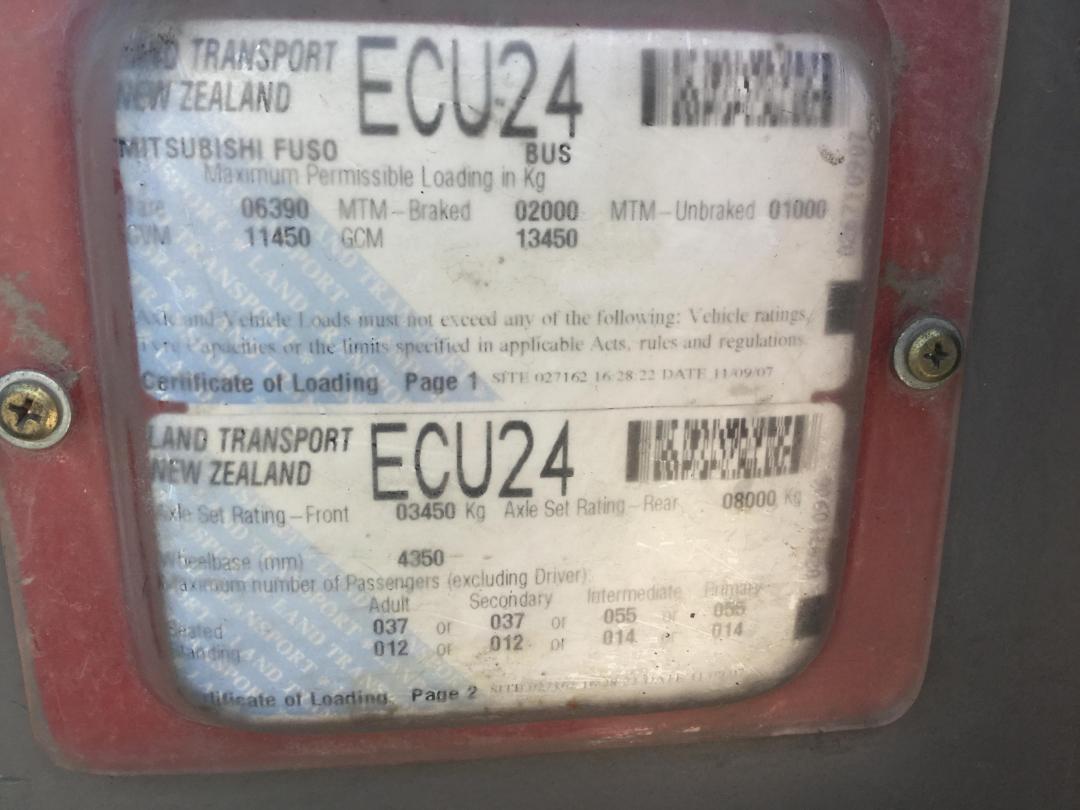 LAND TRANSPORT
NEW ZEALAND
ECU24
MITSUBISHI FUSO BUS
Maximum Permissible Loading in Kg
Tare 06390 MTM-Braked 02000 MTM-Unbraked 01000
GVM 11450 GCM 13450
Axle and Vehicle Loads must not exceed any of the following: Vehicle ratings,
Tyre Capacities or the limits specified in applicable Acts, rules and regulations.
Certificate of Loading Page 1 SITE 027162 16:28:22 DATE 11/09/07
LAND TRANSPORT
NEW ZEALAND
ECU24
Axle Set Rating-Front 03450 Kg Axle Set Rating-Rear 08000 Kg
Wheelbase (mm) 4350
Maximum number of Passengers (excluding Driver)
Adult Secondary Intermediate Primary
Seated 037 or 037 or 055 or 055
Standing 012 or 012 or 014 or 014
Certificate of Loading Page 2